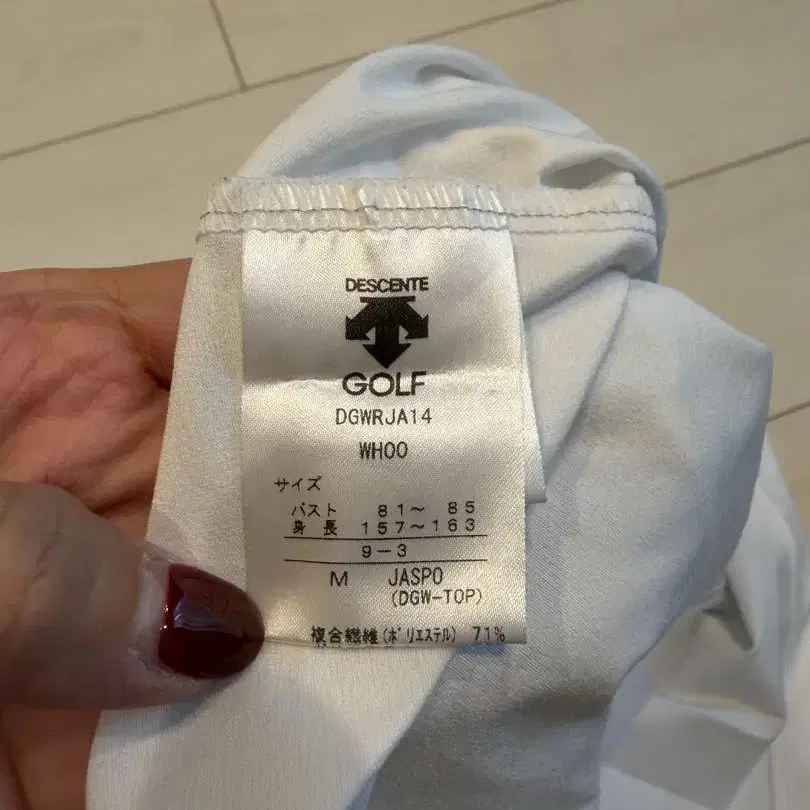 DESCENTE
GOLF
DGWRJA14
WH00
サイズ
バスト 81～ 85
身長 157～163
9-3
M JASPO
(DGW-TOP)
複合繊維(ﾎﾟﾘｴｽﾃﾙ) 71%